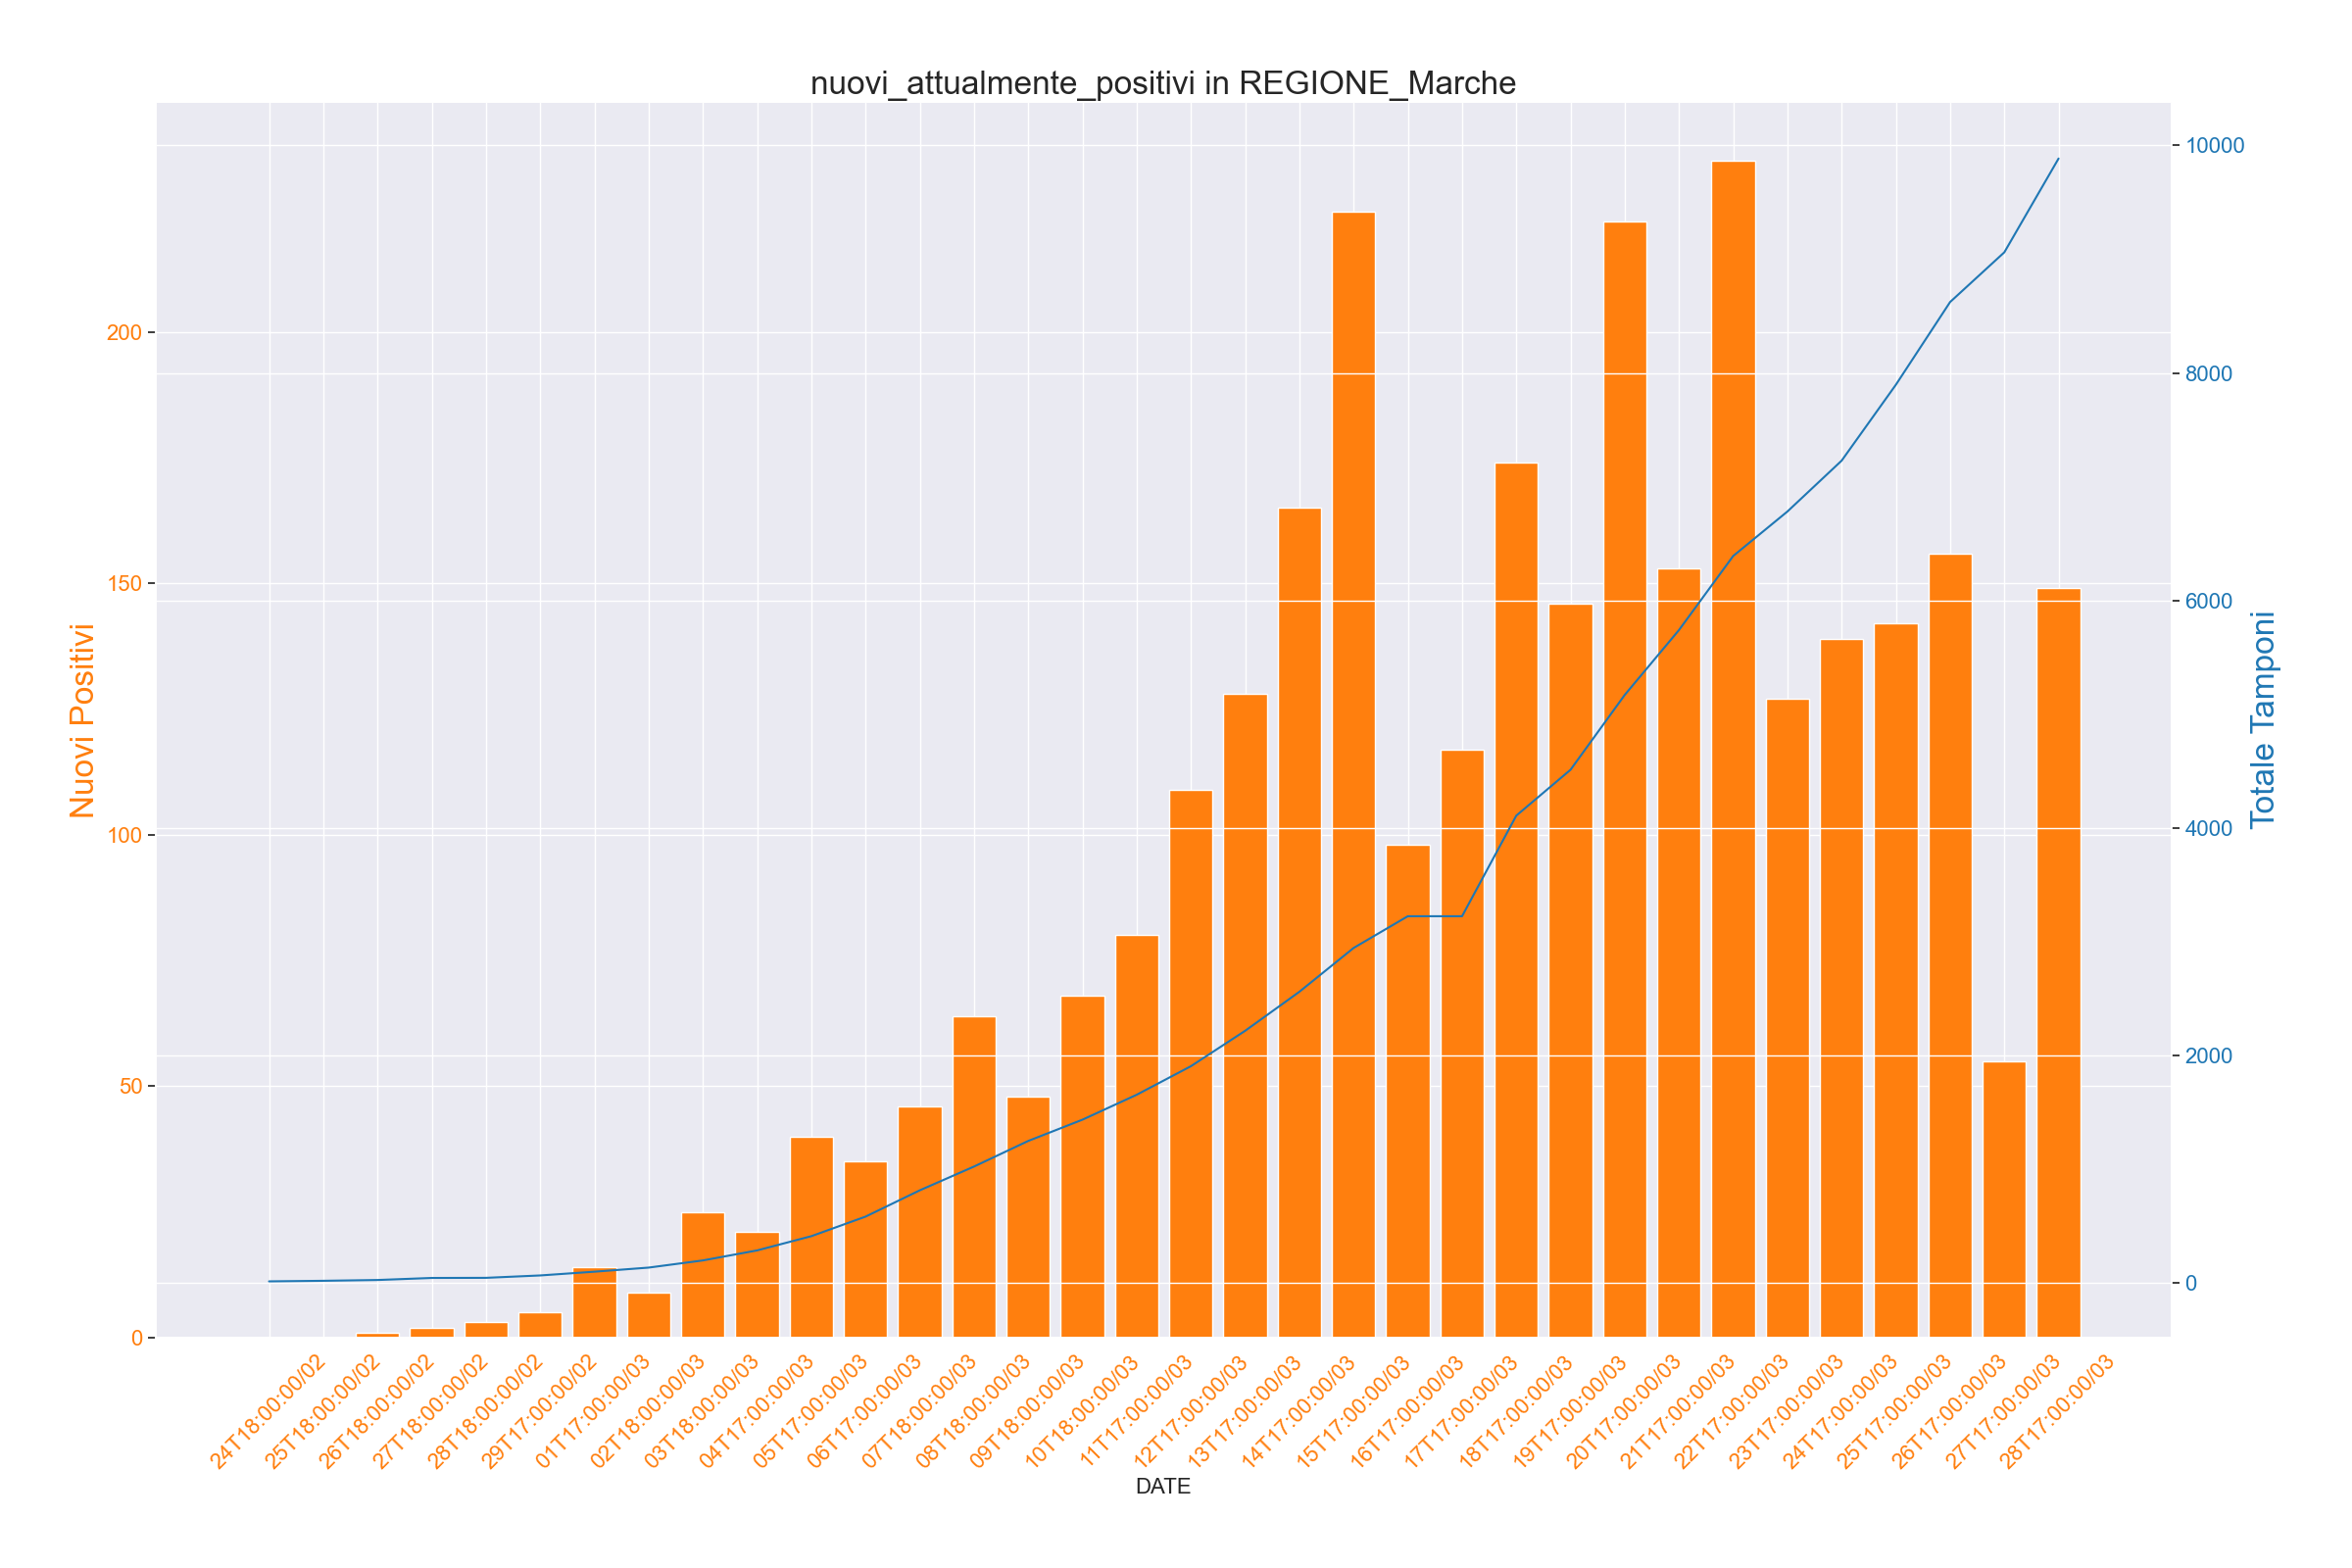 nuovi_attualmente_positivi in REGIONE_Marche
Nuovi Positivi
200
150
100
50
0
10000
8000
6000
4000
2000
0
Totale Tamponi
24T18:00:00/02
25T18:00:00/02
26T18:00:00/02
27T18:00:00/02
28T18:00:00/02
29T17:00:00/02
01T17:00:00/03
02T18:00:00/03
03T18:00:00/03
04T17:00:00/03
05T17:00:00/03
06T17:00:00/03
07T18:00:00/03
08T18:00:00/03
09T18:00:00/03
10T18:00:00/03
11T17:00:00/03
12T17:00:00/03
13T17:00:00/03
14T17:00:00/03
15T17:00:00/03
16T17:00:00/03
17T17:00:00/03
18T17:00:00/03
19T17:00:00/03
20T17:00:00/03
21T17:00:00/03
22T17:00:00/03
23T17:00:00/03
24T17:00:00/03
25T17:00:00/03
26T17:00:00/03
27T17:00:00/03
28T17:00:00/03
DATE